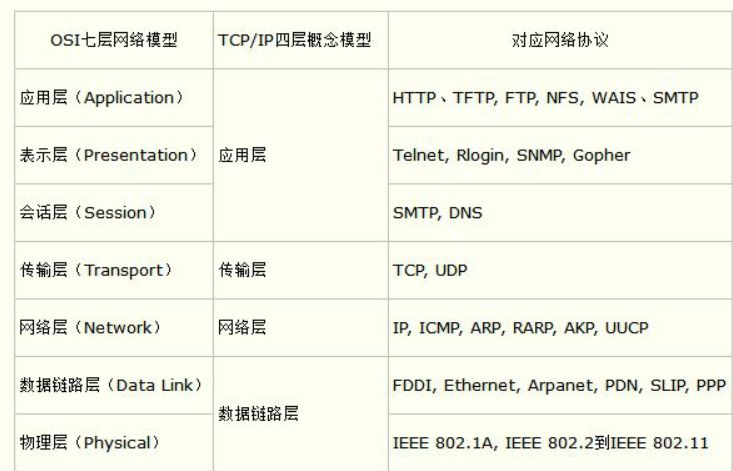 OSI七层网络模型 TCP/IP四层概念模型 对应网络协议
应用层（Application） HTTP、TFTP, FTP, NFS, WAIS、SMTP
表示层（Presentation） 应用层 Telnet, Rlogin, SNMP, Gopher
会话层（Session） SMTP, DNS
传输层（Transport） 传输层 TCP, UDP
网络层（Network） 网络层 IP, ICMP, ARP, RARP, AKP, UUCP
数据链路层（Data Link） FDDI, Ethernet, Arpanet, PDN, SLIP, PPP
数据链路层
物理层（Physical） IEEE 802.1A, IEEE 802.2到IEEE 802.11